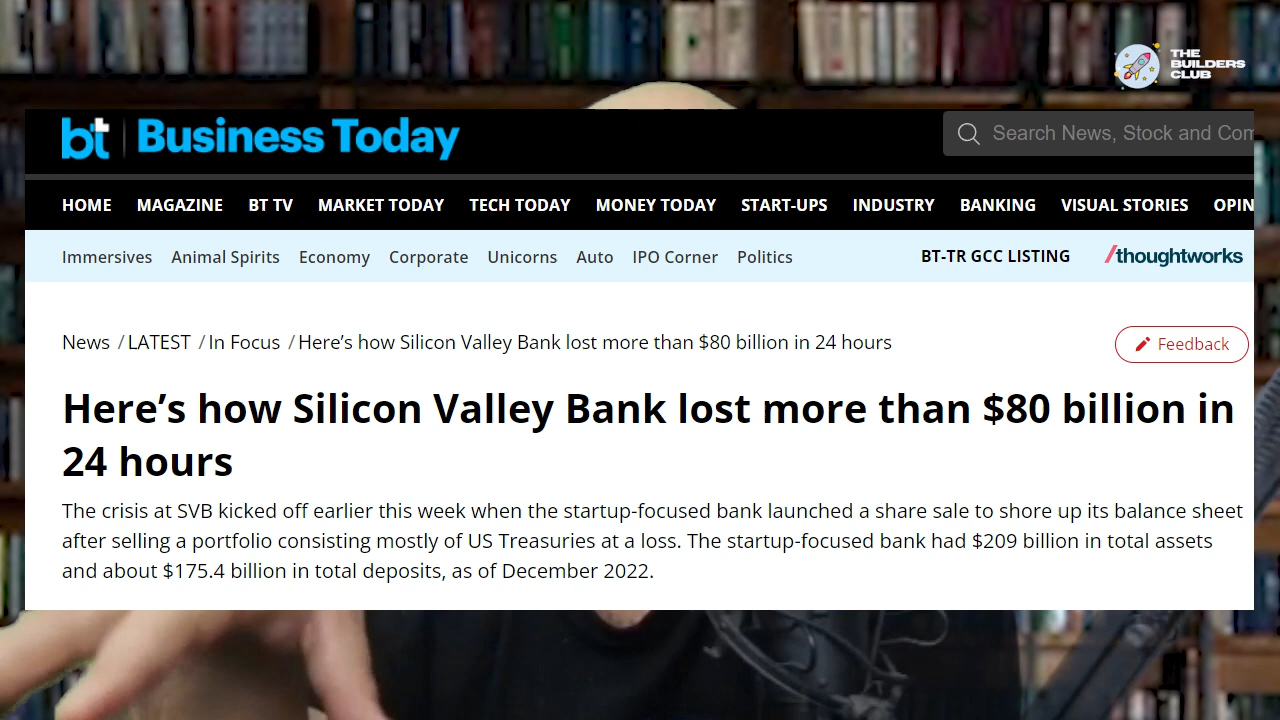 THE
BUILDERS
CLUB
bt Business Today
Search News, Stock and Com
HOME MAGAZINE BT TV MARKET TODAY TECH TODAY MONEY TODAY START-UPS INDUSTRY BANKING VISUAL STORIES OPIN
Immersives Animal Spirits Economy Corporate Unicorns Auto IPO Corner Politics BT-TR GCC LISTING /thoughtworks
News / LATEST / In Focus / Here’s how Silicon Valley Bank lost more than $80 billion in 24 hours
Feedback
Here’s how Silicon Valley Bank lost more than $80 billion in
24 hours
The crisis at SVB kicked off earlier this week when the startup-focused bank launched a share sale to shore up its balance sheet
after selling a portfolio consisting mostly of US Treasuries at a loss. The startup-focused bank had $209 billion in total assets
and about $175.4 billion in total deposits, as of December 2022.